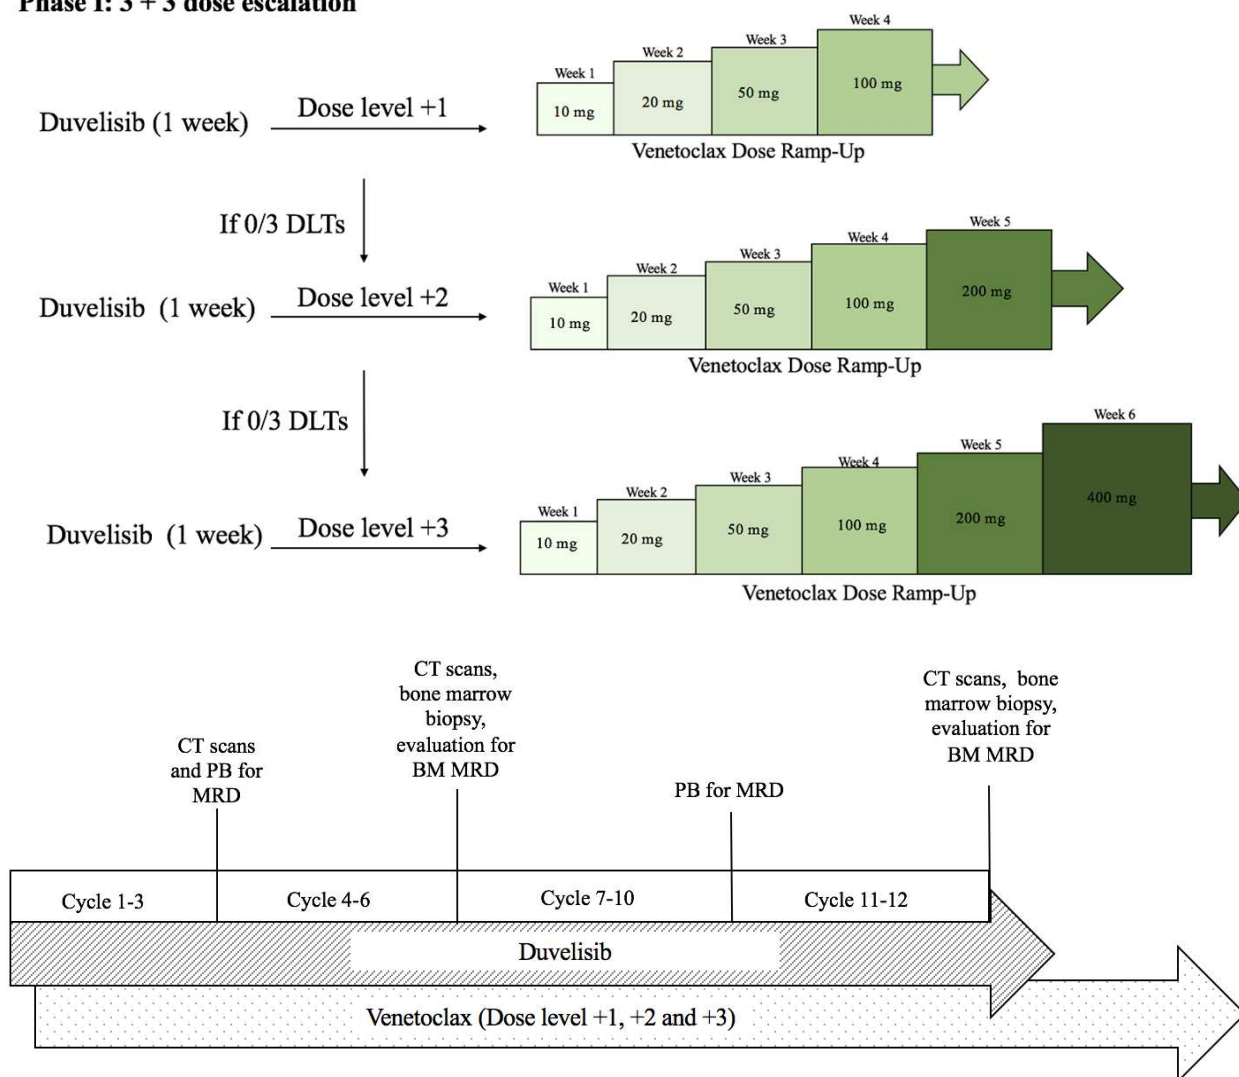 Phase I: 3 + 3 dose escalation
Duvelisib (1 week)
Dose level +1
Week 1
Week 2
Week 3
Week 4
10 mg
20 mg
50 mg
100 mg
Venetoclax Dose Ramp-Up
If 0/3 DLTs
Duvelisib (1 week)
Dose level +2
Week 1
Week 2
Week 3
Week 4
Week 5
10 mg
20 mg
50 mg
100 mg
200 mg
Venetoclax Dose Ramp-Up
If 0/3 DLTs
Duvelisib (1 week)
Dose level +3
Week 1
Week 2
Week 3
Week 4
Week 5
Week 6
10 mg
20 mg
50 mg
100 mg
200 mg
400 mg
Venetoclax Dose Ramp-Up
CT scans
and PB for
MRD
CT scans,
bone marrow
biopsy,
evaluation for
BM MRD
PB for MRD
CT scans, bone
marrow biopsy,
evaluation for
BM MRD
Cycle 1-3
Cycle 4-6
Cycle 7-10
Cycle 11-12
Duvelisib
Venetoclax (Dose level +1, +2 and +3)